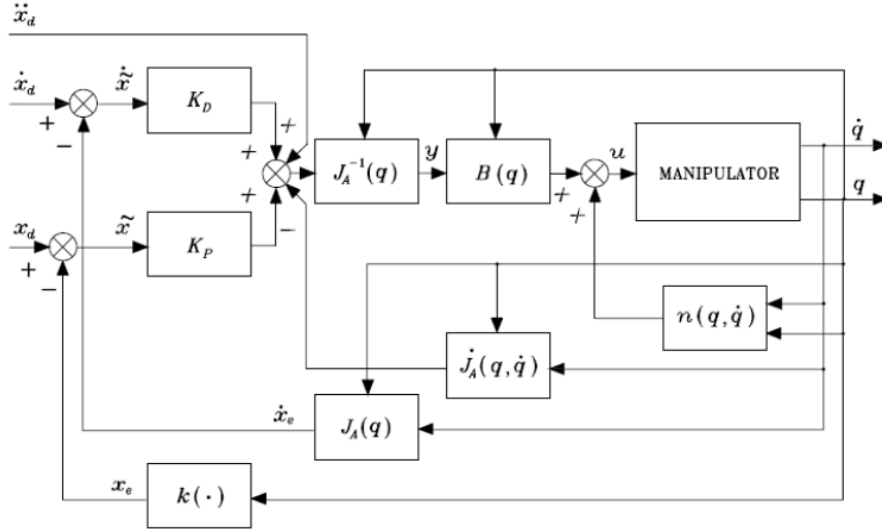 ẍ_d
ẋ_d
x̃̇
K_D
+
−
+
+
J_A^{-1}(q)
y
B(q)
u
MANIPULATOR
q̇
q
+
+
x_d
x̃
K_P
+
−
+
−
n(q,q̇)
J̇_A(q,q̇)
ẋ_e
J_A(q)
x_e
k(·)